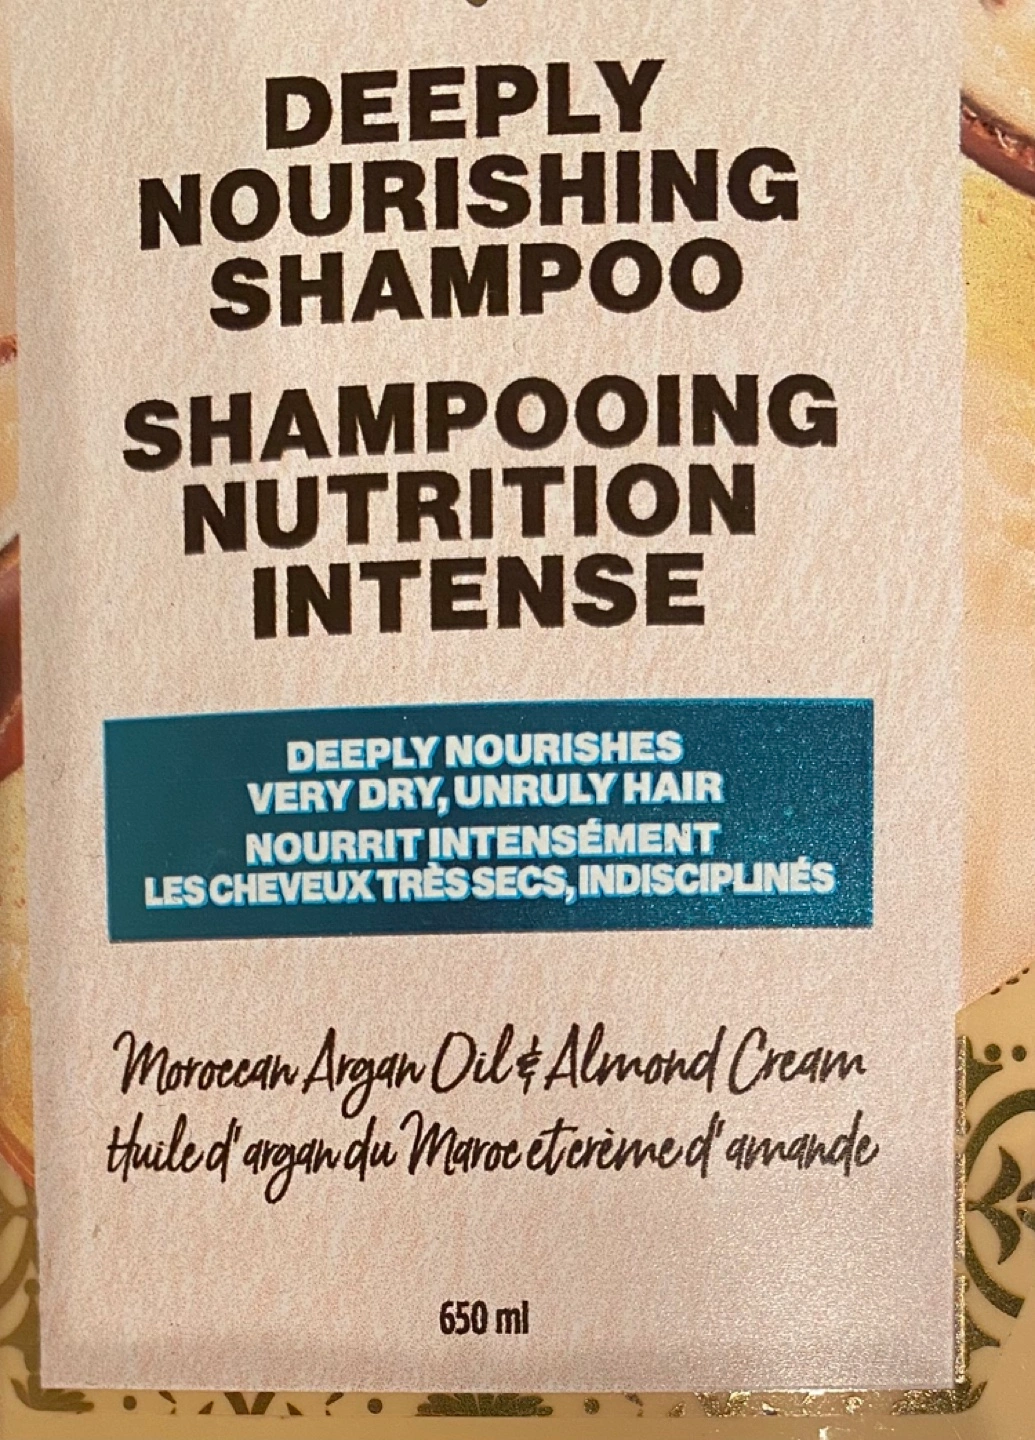 DEEPLY
NOURISHING
SHAMPOO
SHAMPOOING
NUTRITION
INTENSE
DEEPLY NOURISHES
VERY DRY, UNRULY HAIR
NOURRIT INTENSÉMENT
LES CHEVEUX TRÈS SECS, INDISCIPLINÉS
Moroccan Argan Oil & Almond Cream
Huile d'argan du Maroc et crème d'amande
650 ml